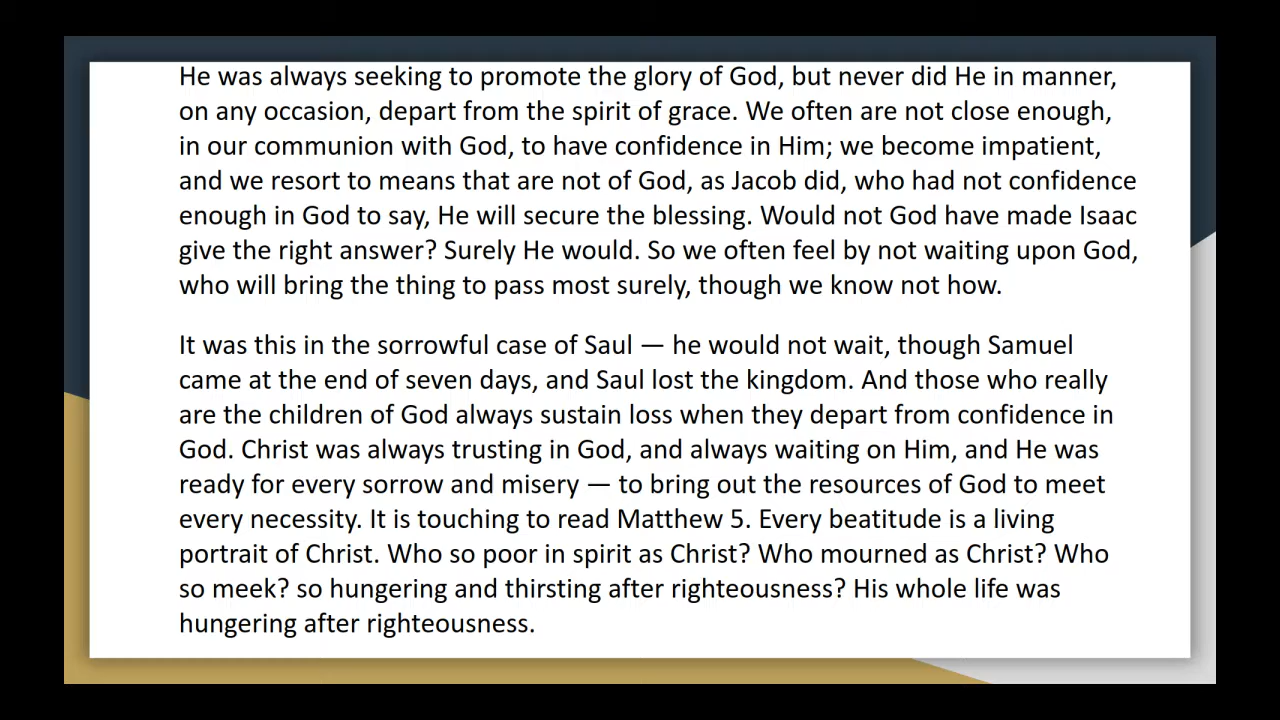 He was always seeking to promote the glory of God, but never did He in manner,
on any occasion, depart from the spirit of grace. We often are not close enough,
in our communion with God, to have confidence in Him; we become impatient,
and we resort to means that are not of God, as Jacob did, who had not confidence
enough in God to say, He will secure the blessing. Would not God have made Isaac
give the right answer? Surely He would. So we often feel by not waiting upon God,
who will bring the thing to pass most surely, though we know not how.
It was this in the sorrowful case of Saul — he would not wait, though Samuel
came at the end of seven days, and Saul lost the kingdom. And those who really
are the children of God always sustain loss when they depart from confidence in
God. Christ was always trusting in God, and always waiting on Him, and He was
ready for every sorrow and misery — to bring out the resources of God to meet
every necessity. It is touching to read Matthew 5. Every beatitude is a living
portrait of Christ. Who so poor in spirit as Christ? Who mourned as Christ? Who
so meek? so hungering and thirsting after righteousness? His whole life was
hungering after righteousness.